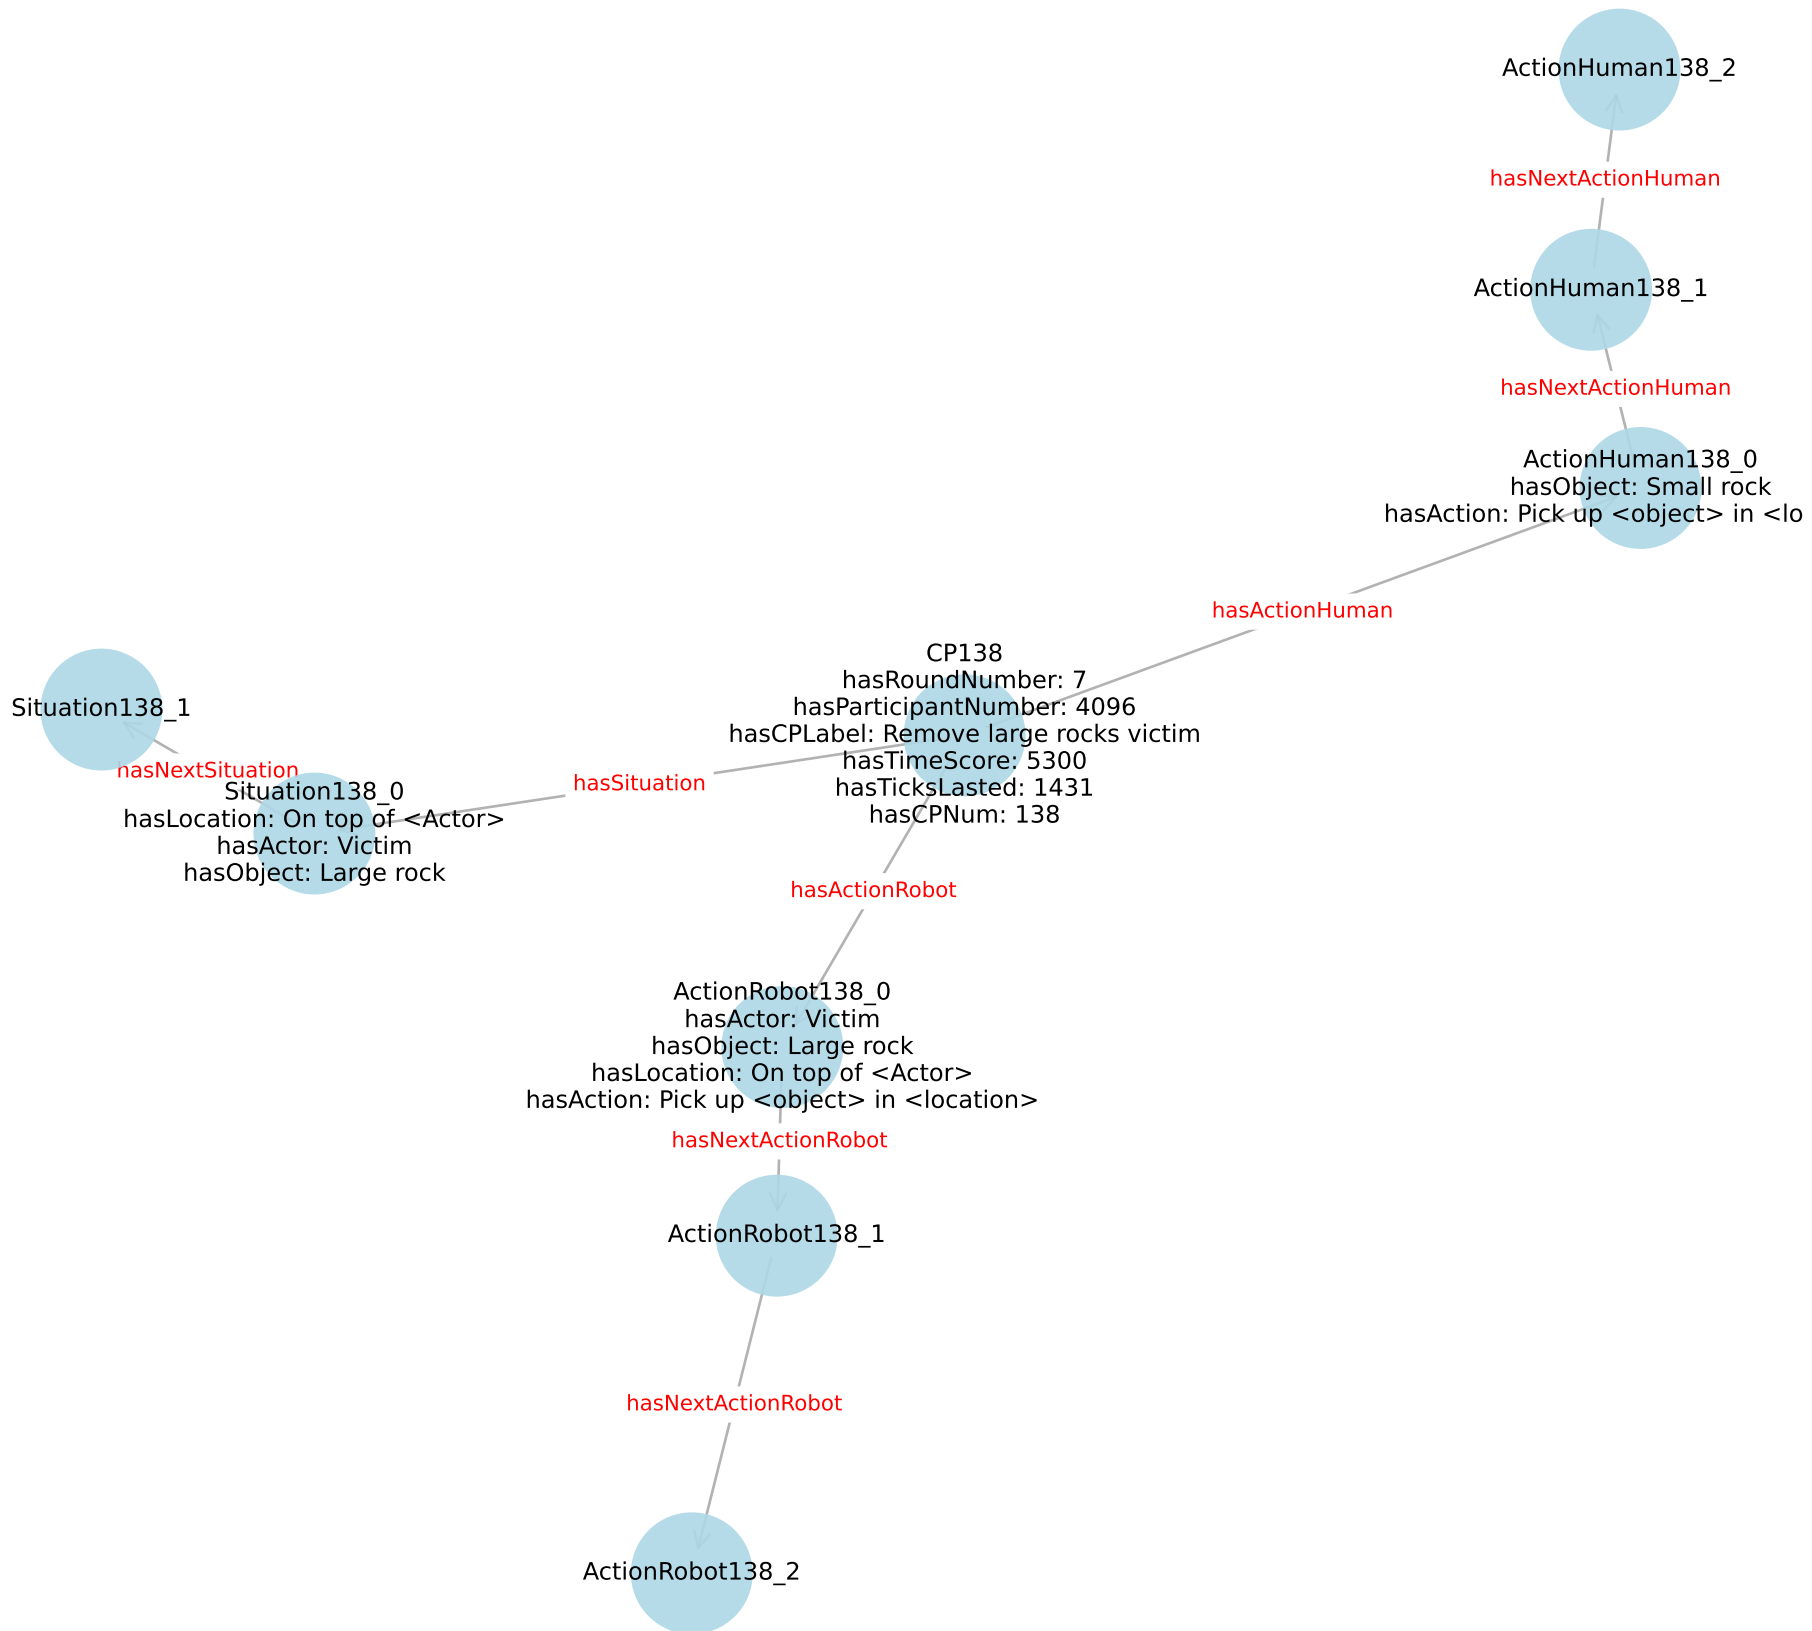 ActionHuman138_2
hasNextActionHuman
ActionHuman138_1
hasNextActionHuman
ActionHuman138_0
hasObject: Small rock
hasAction: Pick up <object> in <lo
hasActionHuman
CP138
hasRoundNumber: 7
hasParticipantNumber: 4096
hasCPLabel: Remove large rocks victim
hasTimeScore: 5300
hasTicksLasted: 1431
hasCPNum: 138
Situation138_1
hasNextSituation
hasSituation
Situation138_0
hasLocation: On top of <Actor>
hasActor: Victim
hasObject: Large rock
hasActionRobot
ActionRobot138_0
hasActor: Victim
hasObject: Large rock
hasLocation: On top of <Actor>
hasAction: Pick up <object> in <location>
hasNextActionRobot
ActionRobot138_1
hasNextActionRobot
ActionRobot138_2